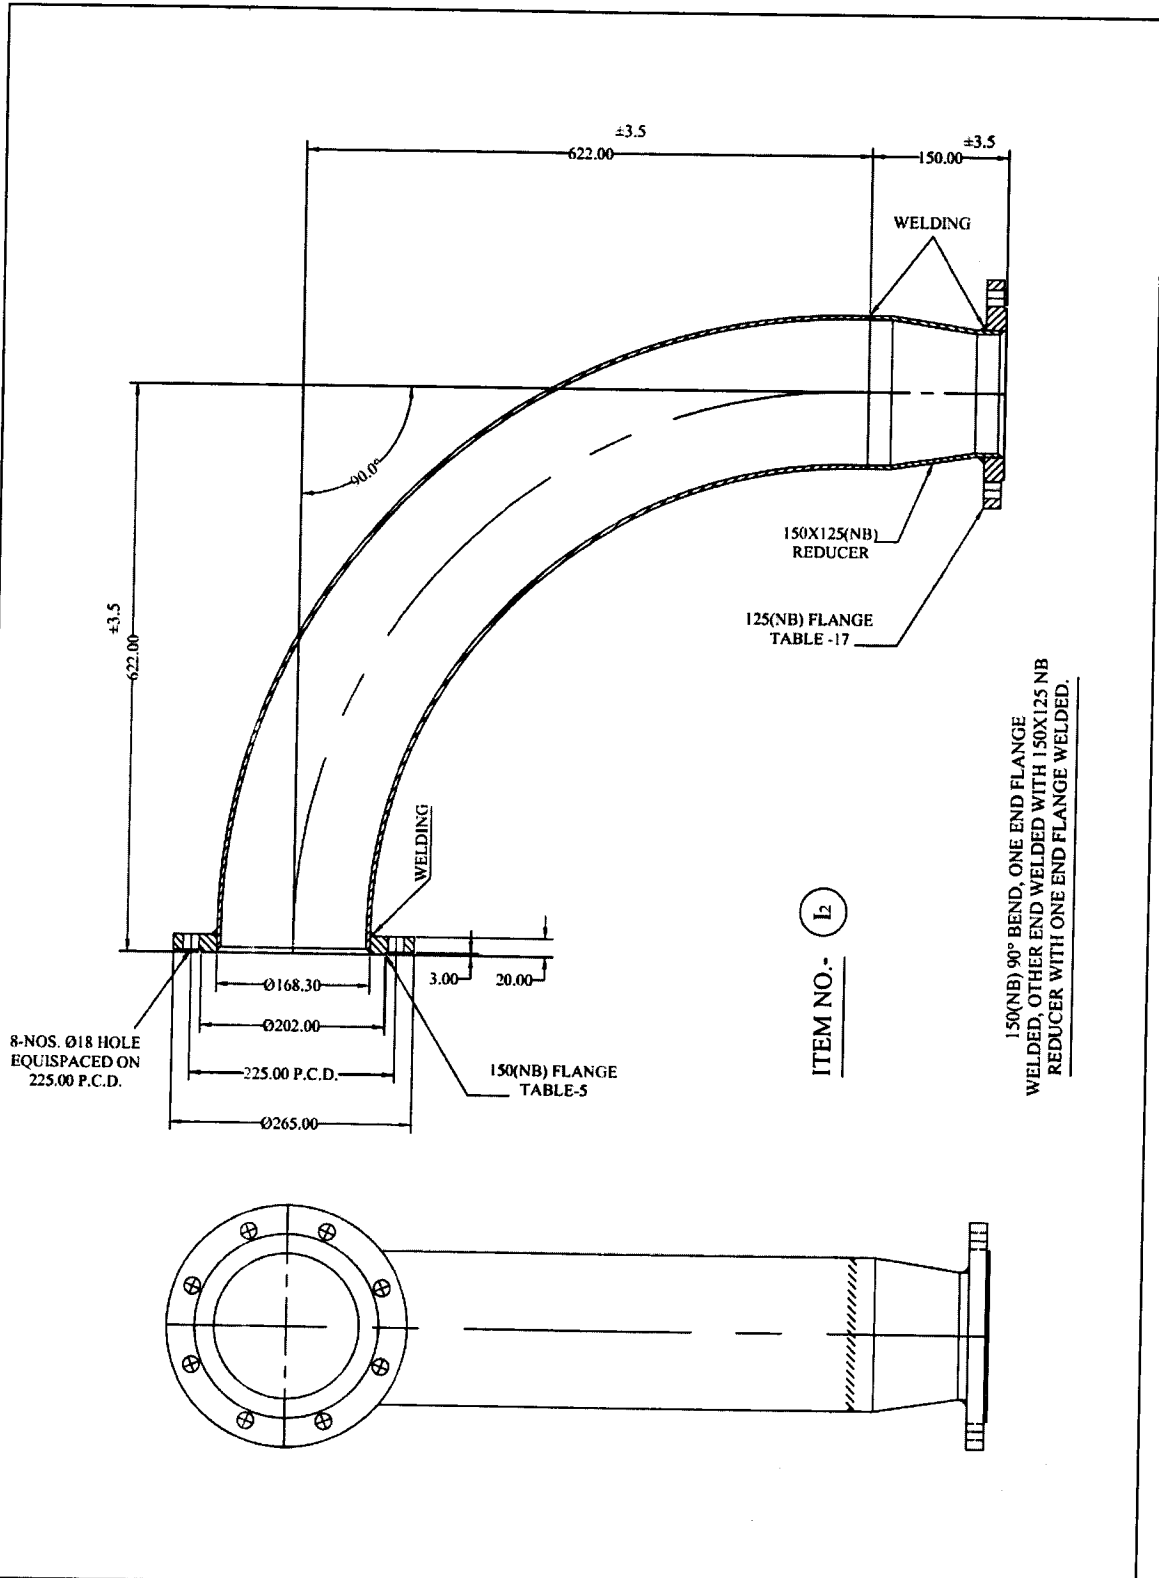 ±3.5
622.00
±3.5
150.00
WELDING
90.0°
150X125(NB)
REDUCER
125(NB) FLANGE
TABLE -17
±3.5
622.00
WELDING
3.00
20.00
Ø168.30
Ø202.00
225.00 P.C.D.
Ø265.00
8-NOS. Ø18 HOLE
EQUISPACED ON
225.00 P.C.D.
150(NB) FLANGE
TABLE-5
ITEM NO.- I2
150(NB) 90° BEND, ONE END FLANGE
WELDED, OTHER END WELDED WITH 150X125 NB
REDUCER WITH ONE END FLANGE WELDED.